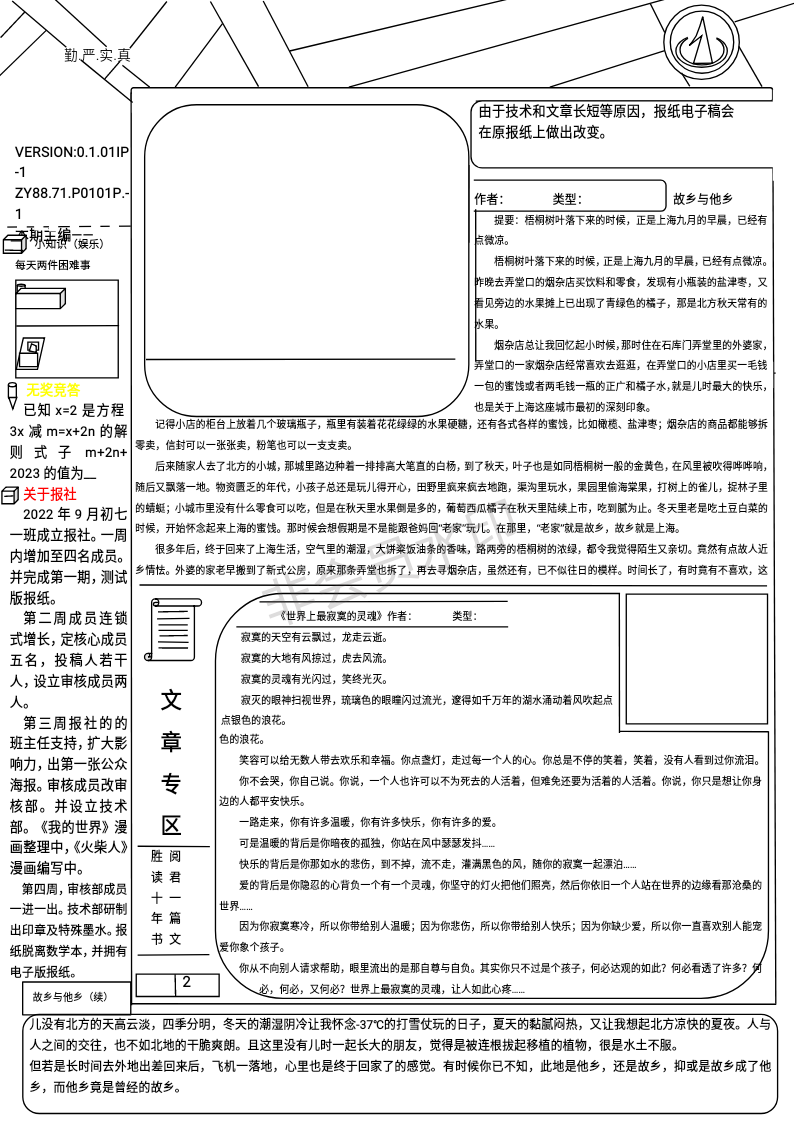 勤.严.实.真
由于技术和文章长短等原因，报纸电子稿会
在原报纸上做出改变。
VERSION:0.1.01IP
-1
ZY88.71.P0101P.-
1
本期主编——
小知识（娱乐）
每天两件困难事
无奖竞答
已知 x=2 是方程
3x 减 m=x+2n 的解
则式子 m+2n+
2023 的值为__
关于报社
2022 年 9 月初七
一班成立报社。一周
内增加至四名成员。
并完成第一期，测试
版报纸。
第二周成员连锁
式增长，定核心成员
五名，投稿人若干
人，设立审核成员两
人。
第三周报社的的
班主任支持，扩大影
响力，出第一张公众
海报。审核成员改审
核部。并设立技术
部。《我的世界》漫
画整理中，《火柴人》
漫画编写中。
第四周，审核部成员
一进一出。技术部研制
出印章及特殊墨水。报
纸脱离数学本，并拥有
电子版报纸。
作者： 类型： 故乡与他乡
提要：梧桐树叶落下来的时候，正是上海九月的早晨，已经有
点微凉。
梧桐树叶落下来的时候，正是上海九月的早晨，已经有点微凉。
昨晚去弄堂口的烟杂店买饮料和零食，发现有小瓶装的盐津枣，又
看见旁边的水果摊上已出现了青绿色的橘子，那是北方秋天常有的
水果。
烟杂店总让我回忆起小时候，那时住在石库门弄堂里的外婆家，
弄堂口的一家烟杂店经常喜欢去逛逛，在弄堂口的小店里买一毛钱
一包的蜜饯或者两毛钱一瓶的正广和橘子水，就是儿时最大的快乐，
也是关于上海这座城市最初的深刻印象。
记得小店的柜台上放着几个玻璃瓶子，瓶里有装着花花绿绿的水果硬糖，还有各式各样的蜜饯，比如橄榄、盐津枣；烟杂店的商品都能够拆
零卖，信封可以一张张卖，粉笔也可以一支支卖。
后来随家人去了北方的小城，那城里路边种着一排排高大笔直的白杨，到了秋天，叶子也是如同梧桐树一般的金黄色，在风里被吹得哗哗响，
随后又飘落一地。物资匮乏的年代，小孩子总还是玩儿得开心，田野里疯来疯去地跑，渠沟里玩水，果园里偷海棠果，打树上的雀儿，捉林子里
的蜻蜓；小城市里没有什么零食可以吃，但是在秋天里水果倒是多的，葡萄西瓜橘子在秋天里陆续上市，吃到腻为止。冬天里老是吃土豆白菜的
时候，开始怀念起来上海的蜜饯。那时候会想假期是不是能跟爸妈回“老家”玩儿。在那里，“老家”就是故乡，故乡就是上海。
很多年后，终于回来了上海生活，空气里的潮湿，大饼粢饭油条的香味，路两旁的梧桐树的浓绿，都令我觉得陌生又亲切。竟然有点故人近
乡情怯。外婆的家老早搬到了新式公房，原来那条弄堂也拆了，再去寻烟杂店，虽然还有，已不似往日的模样。时间长了，有时竟有不喜欢，这
非会员水印
文
章
专
区
胜 阅
读 君
十 一
年 篇
书 文
2
《世界上最寂寞的灵魂》作者： 类型：
寂寞的天空有云飘过，龙走云逝。
寂寞的大地有风掠过，虎去风流。
寂寞的灵魂有光闪过，笑终光灭。
寂灭的眼神扫视世界，琉璃色的眼瞳闪过流光，邃得如千万年的湖水涌动着风吹起点
点银色的浪花。
色的浪花。
笑容可以给无数人带去欢乐和幸福。你点盏灯，走过每一个人的心。你总是不停的笑着，笑着，没有人看到过你流泪。
你不会哭，你自己说。你说，一个人也许可以不为死去的人活着，但难免还要为活着的人活着。你说，你只是想让你身
边的人都平安快乐。
一路走来，你有许多温暖，你有许多快乐，你有许多的爱。
可是温暖的背后是你暗夜的孤独，你站在风中瑟瑟发抖……
快乐的背后是你那如水的悲伤，到不掉，流不走，灌满黑色的风，随你的寂寞一起漂泊……
爱的背后是你隐忍的心背负一个有一个灵魂，你坚守的灯火把他们照亮，然后你依旧一个人站在世界的边缘看那沧桑的
世界……
因为你寂寞寒冷，所以你带给别人温暖；因为你悲伤，所以你带给别人快乐；因为你缺少爱，所以你一直喜欢别人能宠
爱你象个孩子。
你从不向别人请求帮助，眼里流出的是那自尊与自负。其实你只不过是个孩子，何必达观的如此？何必看透了许多？何
必，何必，又何必？世界上最寂寞的灵魂，让人如此心疼……
故乡与他乡（续）
儿没有北方的天高云淡，四季分明，冬天的潮湿阴冷让我怀念-37℃的打雪仗玩的日子，夏天的黏腻闷热，又让我想起北方凉快的夏夜。人与
人之间的交往，也不如北地的干脆爽朗。且这里没有儿时一起长大的朋友，觉得是被连根拔起移植的植物，很是水土不服。
但若是长时间去外地出差回来后，飞机一落地，心里也是终于回家了的感觉。有时候你已不知，此地是他乡，还是故乡，抑或是故乡成了他
乡，而他乡竟是曾经的故乡。